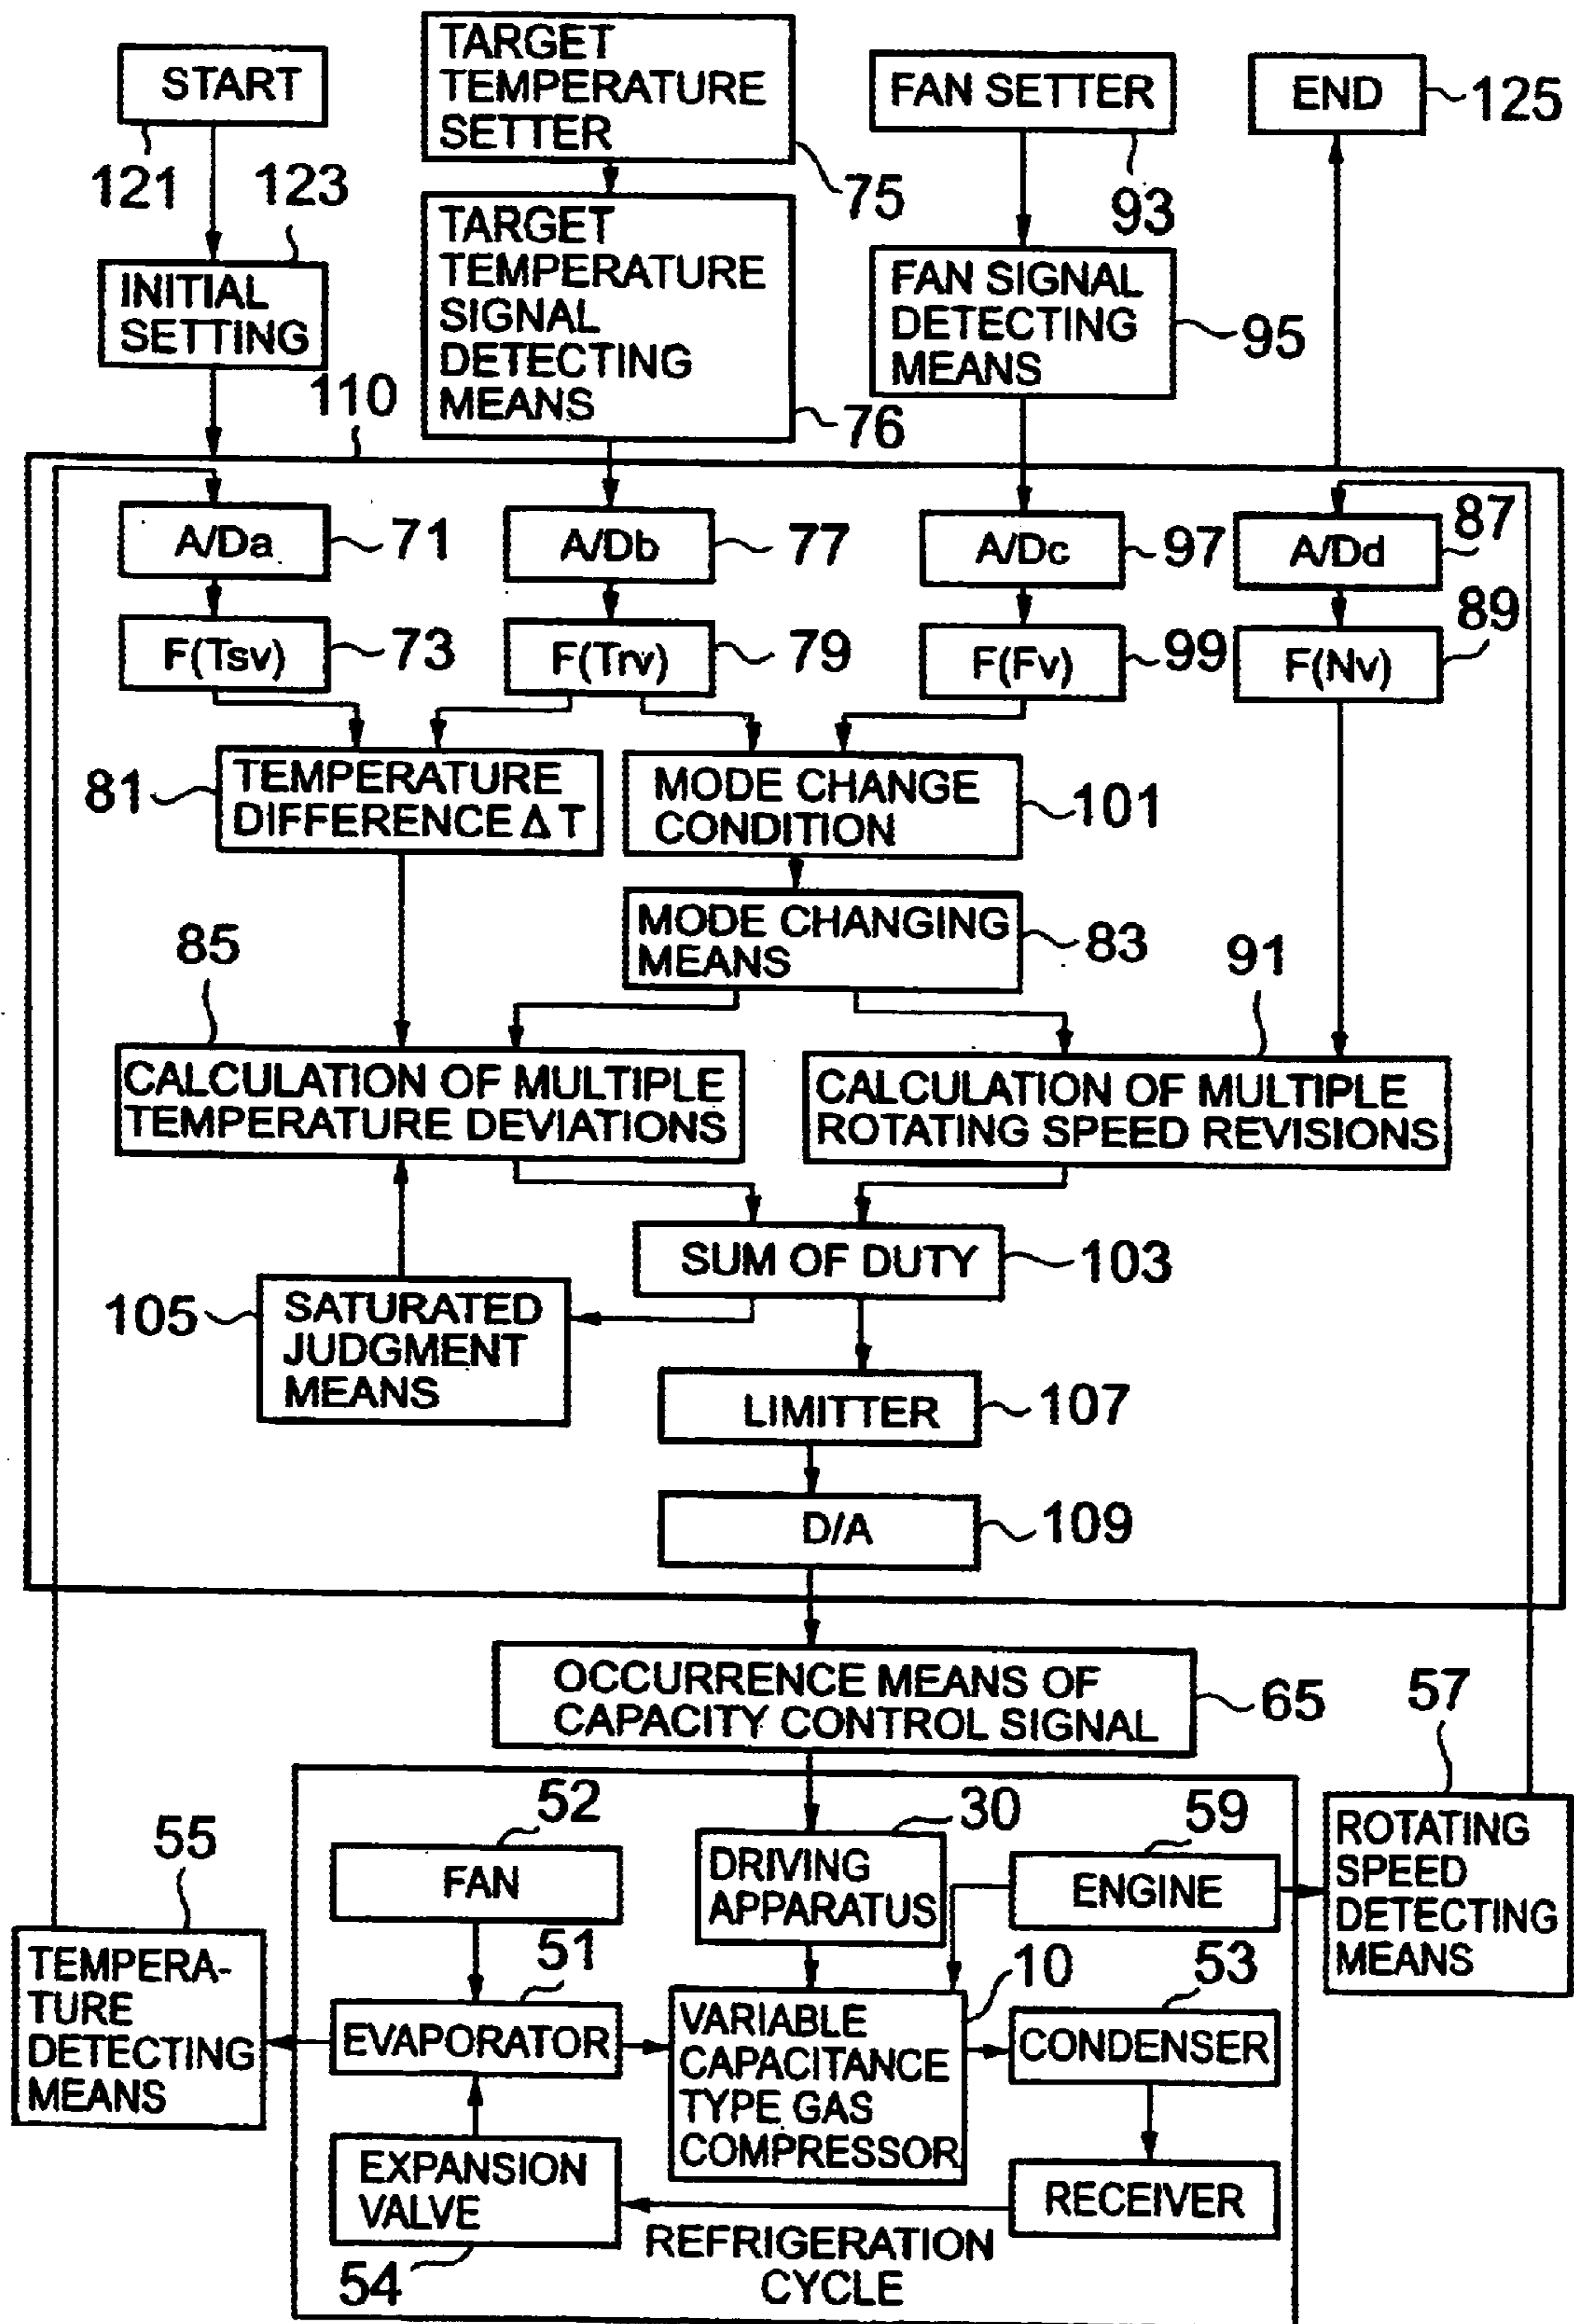 START
121
TARGET
TEMPERATURE
SETTER
75
FAN SETTER
93
END
125
123
INITIAL
SETTING
TARGET
TEMPERATURE
SIGNAL
DETECTING
MEANS
76
FAN SIGNAL
DETECTING
MEANS
95
110
A/Da
71
A/Db
77
A/Dc
97
A/Dd
87
F(Tsv)
73
F(Trv)
79
F(Fv)
99
F(Nv)
89
81
TEMPERATURE
DIFFERENCE Δ T
MODE CHANGE
CONDITION
101
MODE CHANGING
MEANS
83
85
CALCULATION OF MULTIPLE
TEMPERATURE DEVIATIONS
91
CALCULATION OF MULTIPLE
ROTATING SPEED REVISIONS
SUM OF DUTY
103
105
SATURATED
JUDGMENT
MEANS
LIMITTER
107
D/A
109
OCCURRENCE MEANS OF
CAPACITY CONTROL SIGNAL
65
57
ROTATING
SPEED
DETECTING
MEANS
52
FAN
30
DRIVING
APPARATUS
59
ENGINE
55
TEMPERA-
TURE
DETECTING
MEANS
51
EVAPORATOR
10
VARIABLE
CAPACITANCE
TYPE GAS
COMPRESSOR
53
CONDENSER
EXPANSION
VALVE
54
RECEIVER
REFRIGERATION
CYCLE